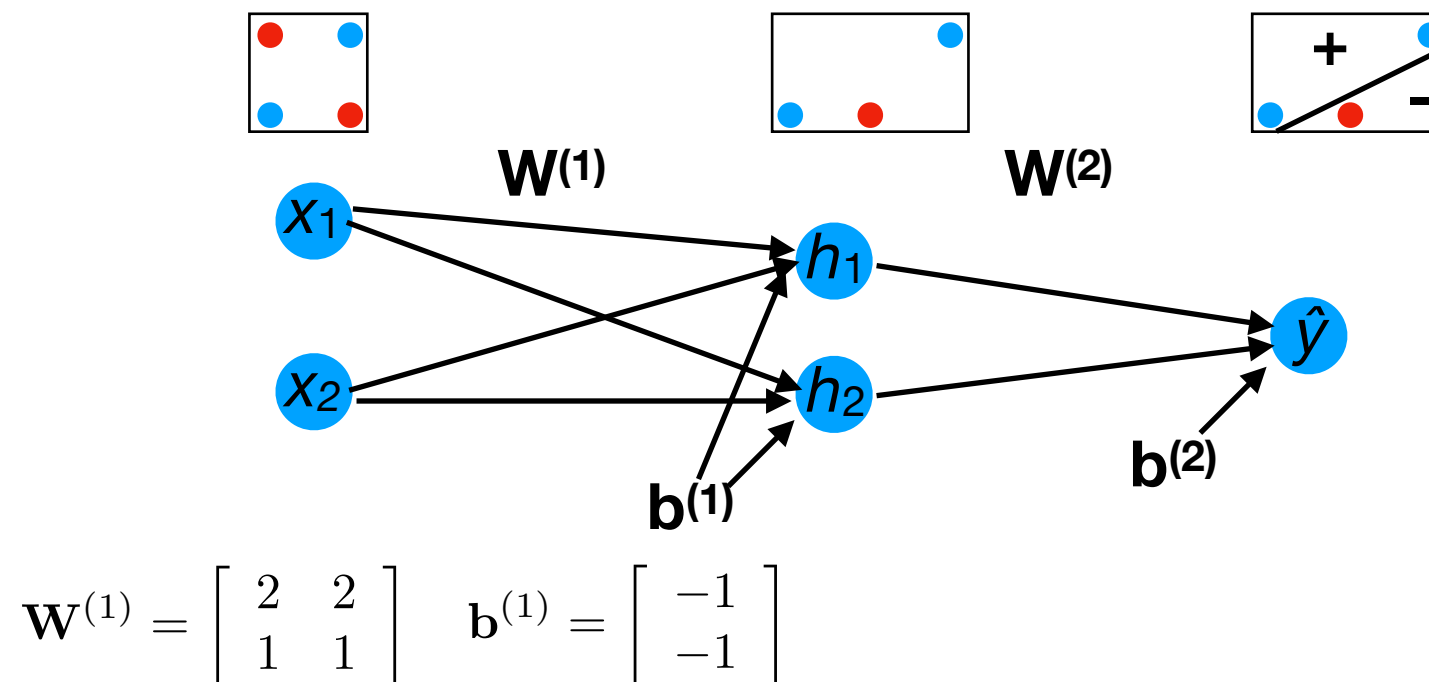 +
-
W(1) W(2)
x1
h1
ŷ
x2
h2
b(2)
b(1)
W(1) = [ 2 2 1 1 ] b(1) = [ -1 -1 ]